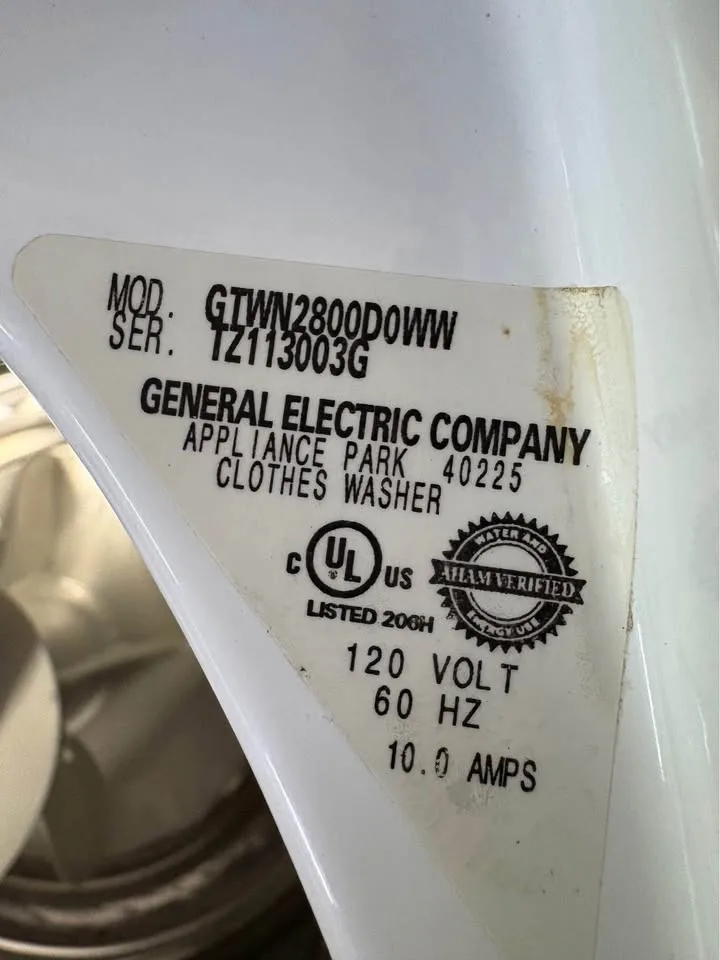 MOD. GTWN2800D0WW
SER. TZ113003G
GENERAL ELECTRIC COMPANY
APPLIANCE PARK 40225
CLOTHES WASHER
C UL US
LISTED 206H
WATER AND
AHAM VERIFIED
ENERGY USE
120 VOLT
60 HZ
10.0 AMPS